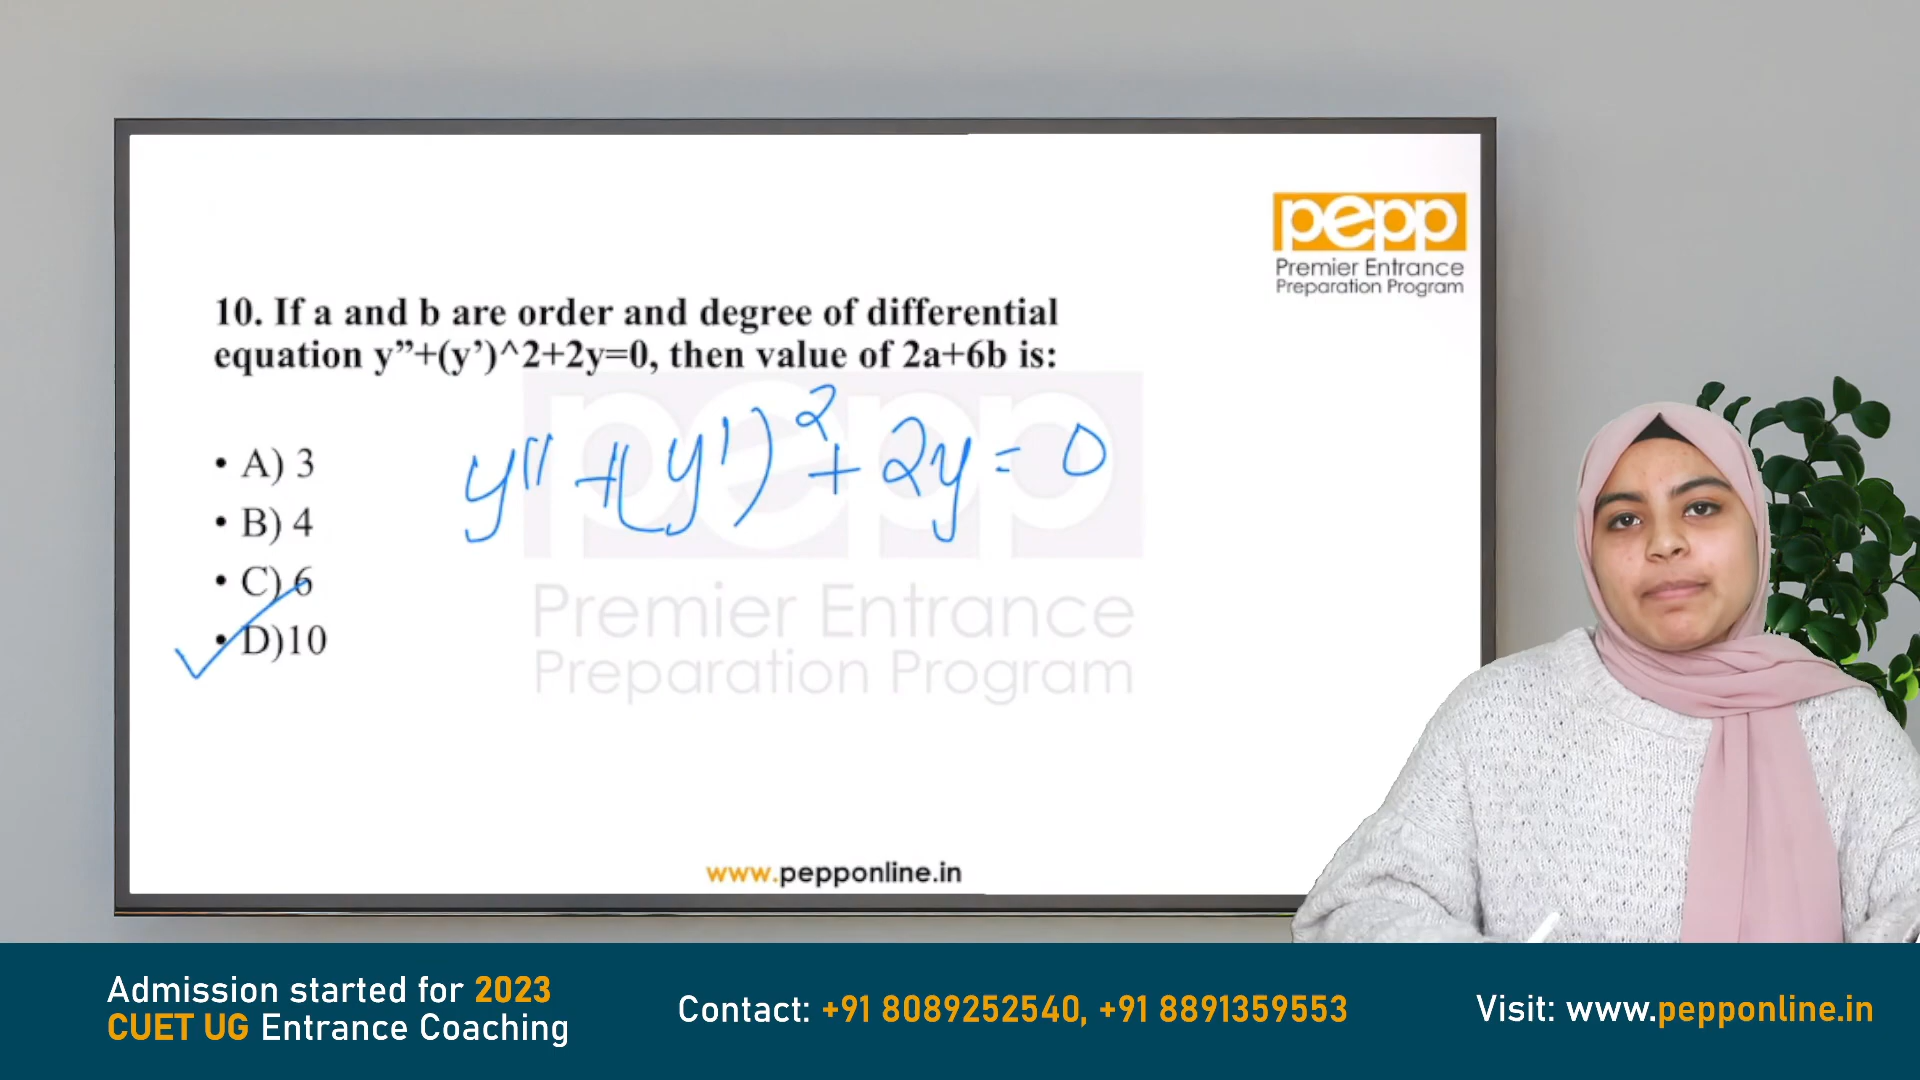 pepp
Premier Entrance
Preparation Program
10. If a and b are order and degree of differential
equation y”+(y’)^2+2y=0, then value of 2a+6b is:
y'' + (y')² + 2y = 0
• A) 3
• B) 4
• C) 6
• D)10
pepp
Premier Entrance
Preparation Program
www.pepponline.in
Admission started for 2023
CUET UG Entrance Coaching
Contact: +91 8089252540, +91 8891359553
Visit: www.pepponline.in